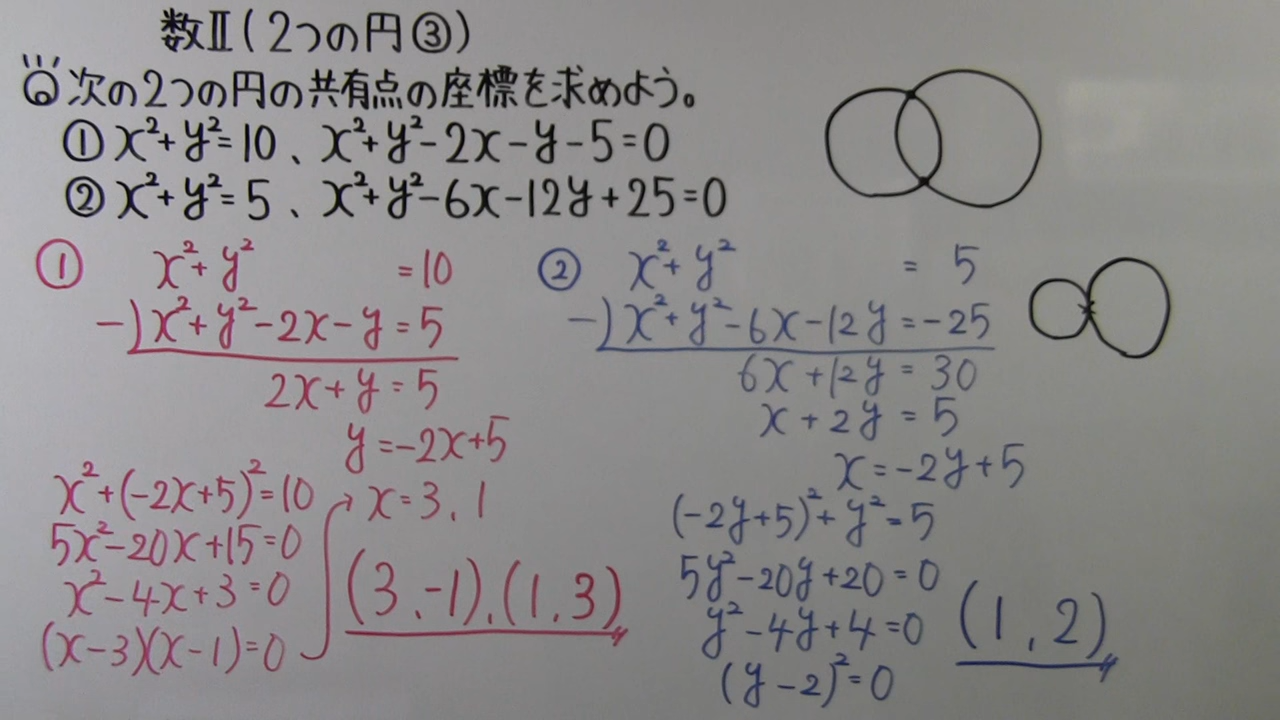 数Ⅱ(2つの円③)
Q次の2つの円の共有点の座標を求めよう。
①x²+y²=10、x²+y²-2x-y-5=0
②x²+y²=5、x²+y²-6x-12y+25=0
①
x²+y² =10
-)x²+y²-2x-y=5
2x+y=5
y=-2x+5
x²+(-2x+5)²=10
5x²-20x+15=0
x²-4x+3=0
(x-3)(x-1)=0
→x=3、1
(3、-1)、(1、3)
②
x²+y² = 5
-)x²+y²-6x-12y=-25
6x+12y=30
x+2y=5
x=-2y+5
(-2y+5)²+y²=5
5y²-20y+20=0
y²-4y+4=0
(y-2)²=0
(1、2)